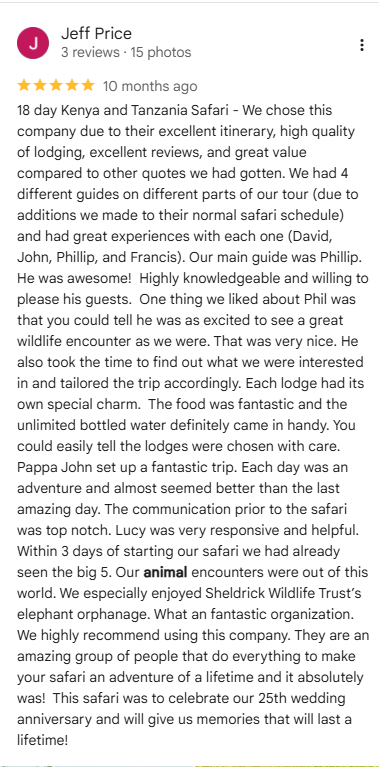 J
Jeff Price
3 reviews · 15 photos
10 months ago
18 day Kenya and Tanzania Safari - We chose this
company due to their excellent itinerary, high quality
of lodging, excellent reviews, and great value
compared to other quotes we had gotten. We had 4
different guides on different parts of our tour (due to
additions we made to their normal safari schedule)
and had great experiences with each one (David,
John, Phillip, and Francis). Our main guide was Phillip.
He was awesome!  Highly knowledgeable and willing to
please his guests.  One thing we liked about Phil was
that you could tell he was as excited to see a great
wildlife encounter as we were. That was very nice. He
also took the time to find out what we were interested
in and tailored the trip accordingly. Each lodge had its
own special charm.  The food was fantastic and the
unlimited bottled water definitely came in handy. You
could easily tell the lodges were chosen with care.
Pappa John set up a fantastic trip. Each day was an
adventure and almost seemed better than the last
amazing day. The communication prior to the safari
was top notch. Lucy was very responsive and helpful.
Within 3 days of starting our safari we had already
seen the big 5. Our animal encounters were out of this
world. We especially enjoyed Sheldrick Wildlife Trust's
elephant orphanage. What an fantastic organization.
We highly recommend using this company. They are an
amazing group of people that do everything to make
your safari an adventure of a lifetime and it absolutely
was!  This safari was to celebrate our 25th wedding
anniversary and will give us memories that will last a
lifetime!